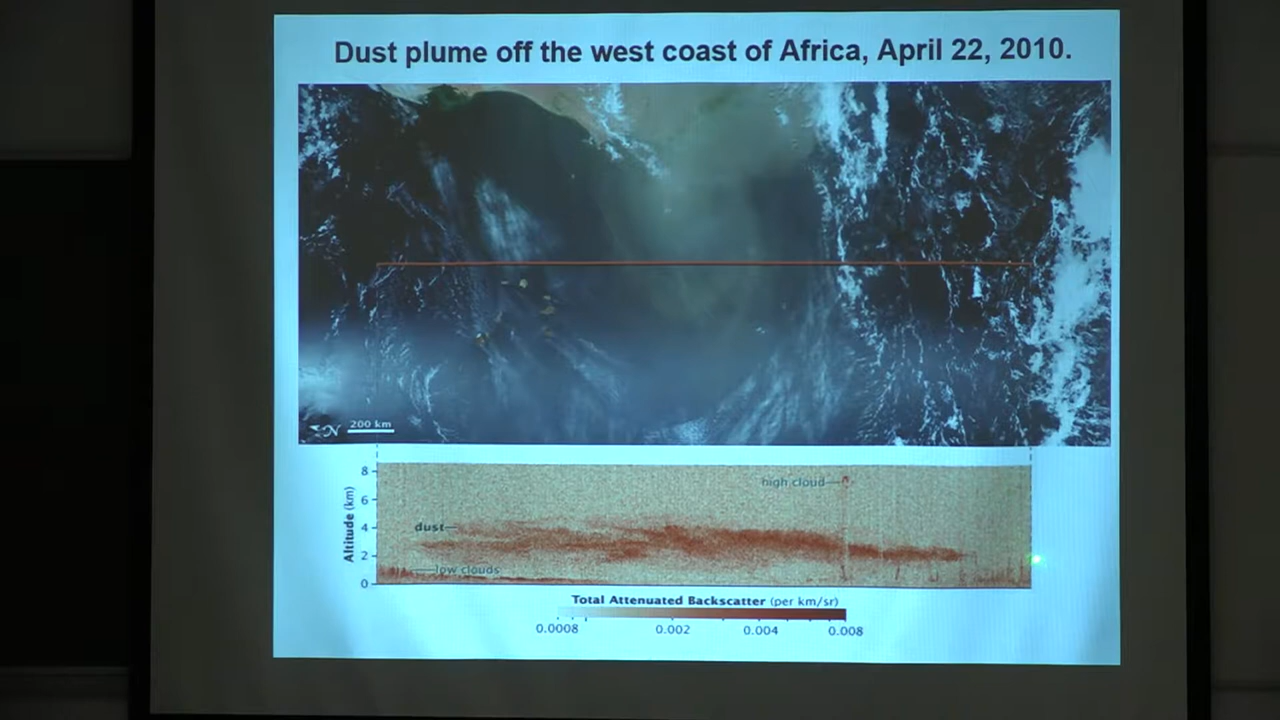 Dust plume off the west coast of Africa, April 22, 2010.
N
200 km
8
6
4
2
0
Altitude (km)
high cloud
dust
low clouds
Total Attenuated Backscatter (per km/sr)
0.0008 0.002 0.004 0.008